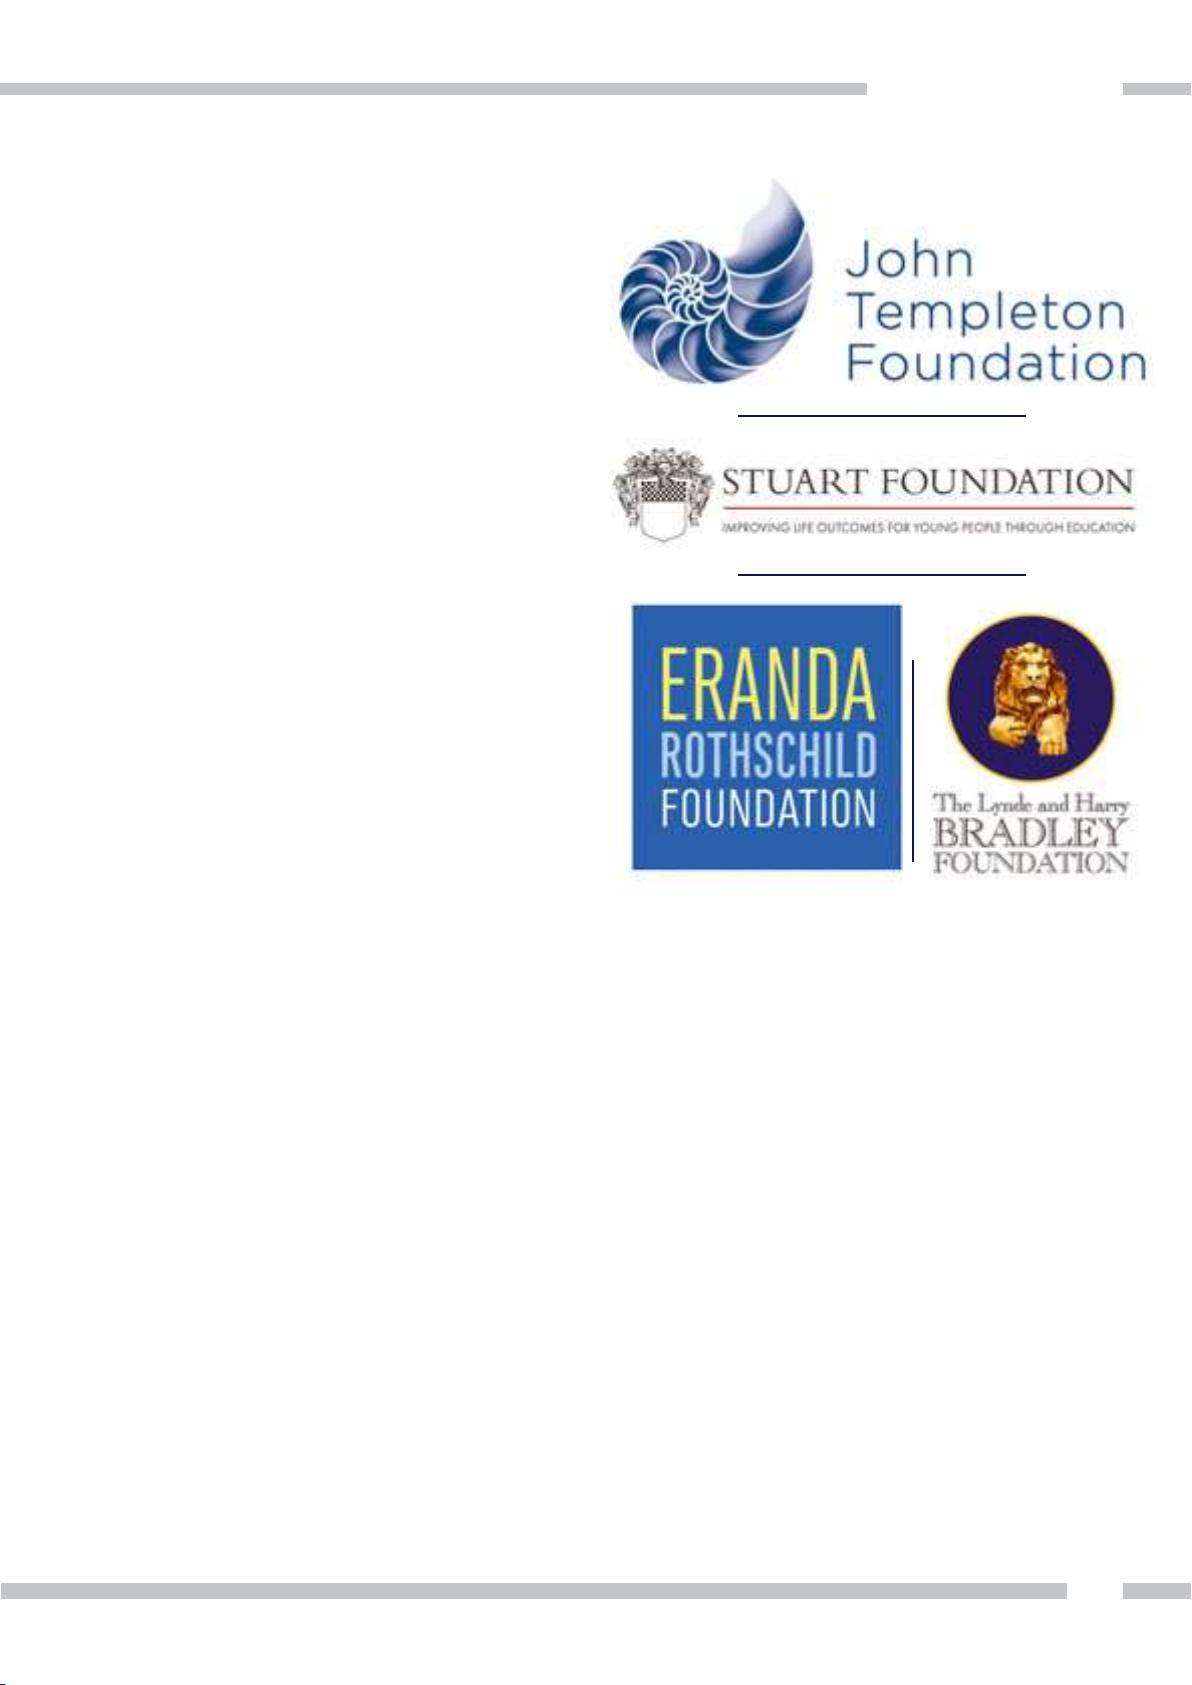 John
Templeton
Foundation
STUART FOUNDATION
IMPROVING LIFE OUTCOMES FOR YOUNG PEOPLE THROUGH EDUCATION
ERANDA
ROTHSCHILD
FOUNDATION
The Lynde and Harry
BRADLEY
FOUNDATION